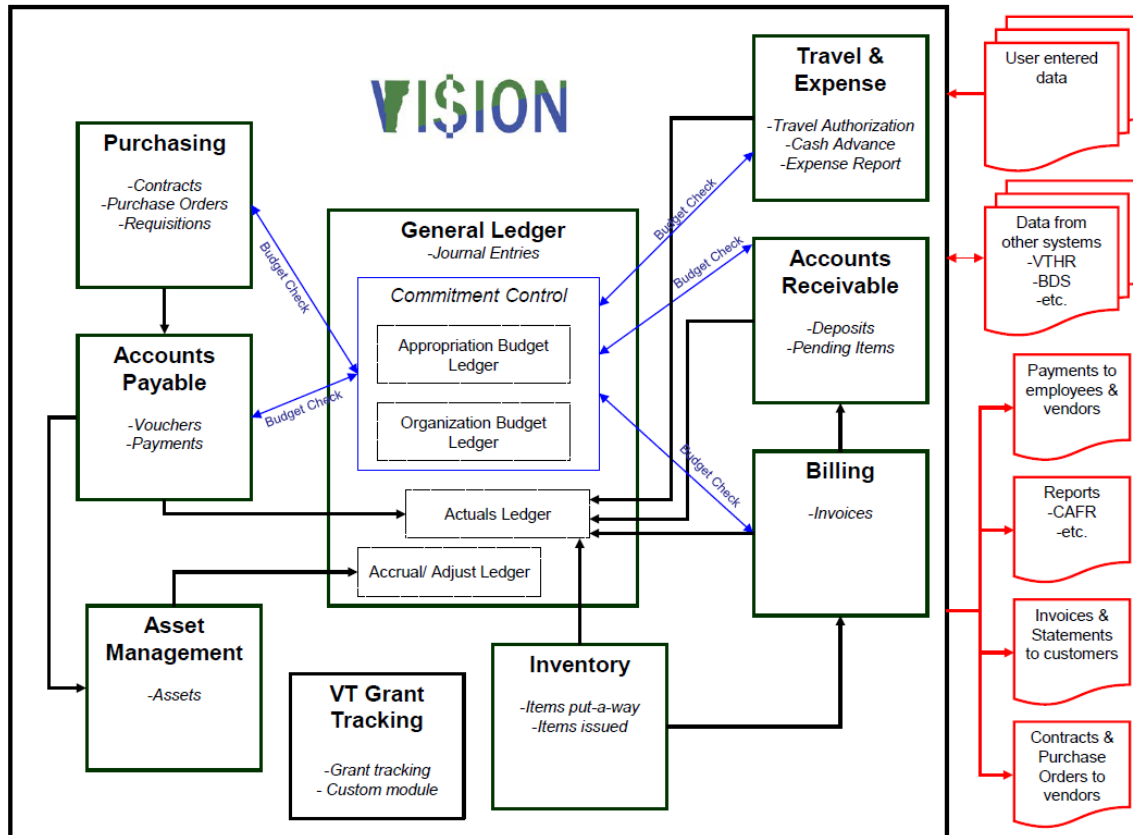 VISION
Purchasing
-Contracts
-Purchase Orders
-Requisitions
Accounts
Payable
-Vouchers
-Payments
Asset
Management
-Assets
VT Grant
Tracking
-Grant tracking
- Custom module
General Ledger
-Journal Entries
Commitment Control
Appropriation Budget
Ledger
Organization Budget
Ledger
Actuals Ledger
Accrual/ Adjust Ledger
Inventory
-Items put-a-way
-Items issued
Budget Check
Budget Check
Budget Check
Budget Check
Budget Check
Travel &
Expense
-Travel Authorization
-Cash Advance
-Expense Report
Accounts
Receivable
-Deposits
-Pending Items
Billing
-Invoices
User entered
data
Data from
other systems
-VTHR
-BDS
-etc.
Payments to
employees &
vendors
Reports
-CAFR
-etc.
Invoices &
Statements
to customers
Contracts &
Purchase
Orders to
vendors